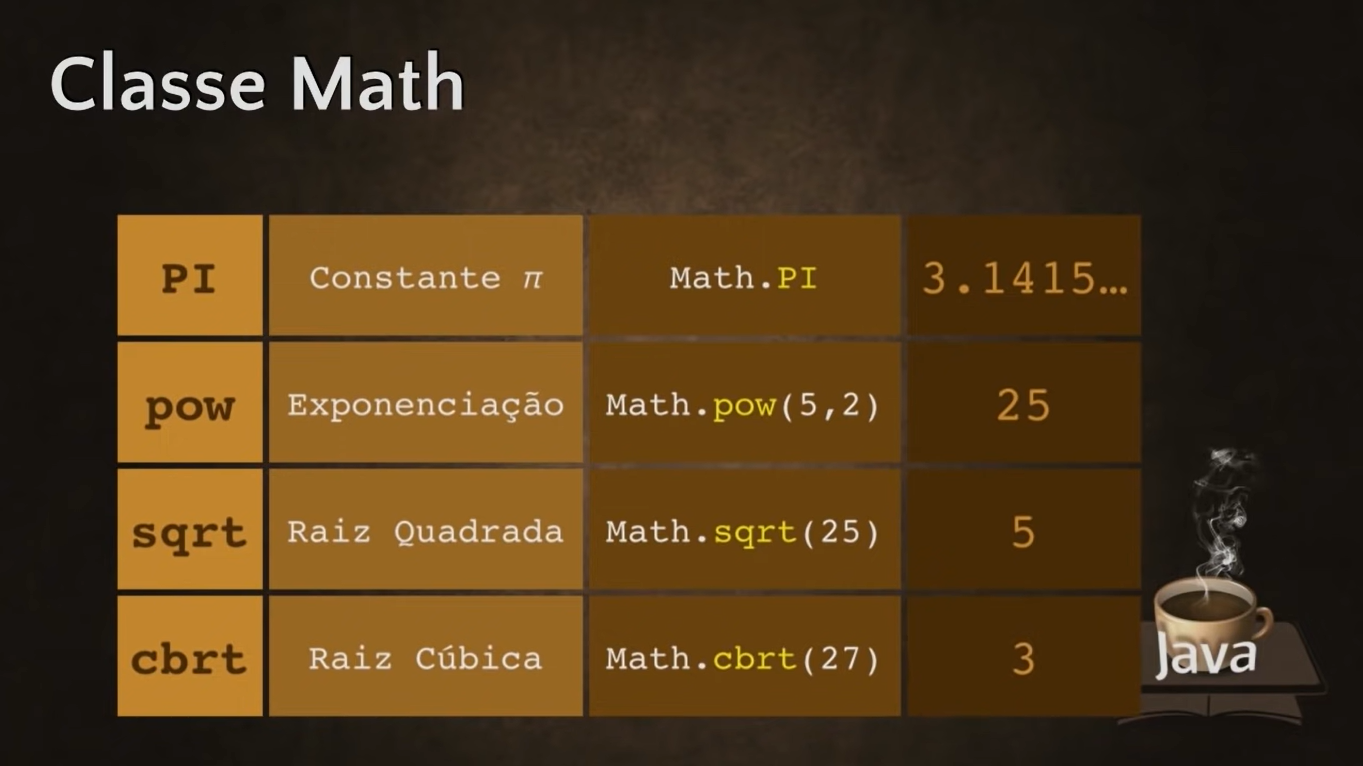 Classe Math
PI Constante π Math.PI 3.1415…
pow Exponenciação Math.pow(5,2) 25
sqrt Raiz Quadrada Math.sqrt(25) 5
cbrt Raiz Cúbica Math.cbrt(27) 3
Java